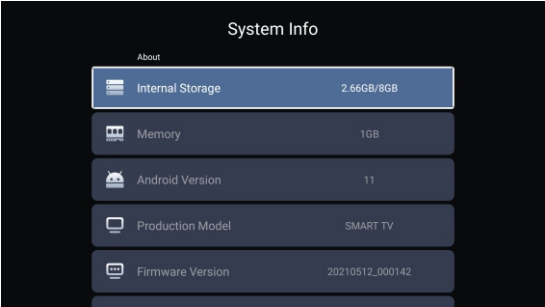 System Info
About
Internal Storage 2.66GB/8GB
Memory 1GB
Android Version 11
Production Model SMART TV
Firmware Version 20210512_000142